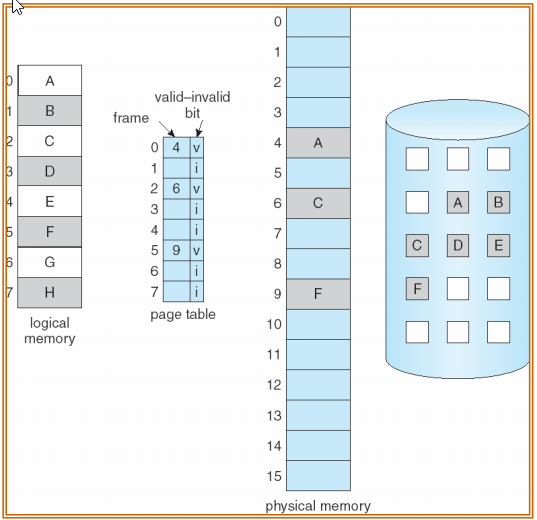 0 A
1 B
2 C
3 D
4 E
5 F
6 G
7 H
logical
memory
valid–invalid
bit
frame
0 4 v
1 i
2 6 v
3 i
4 i
5 9 v
6 i
7 i
page table
0
1
2
3
4 A
5
6 C
7
8
9 F
10
11
12
13
14
15
physical memory
A B
C D E
F